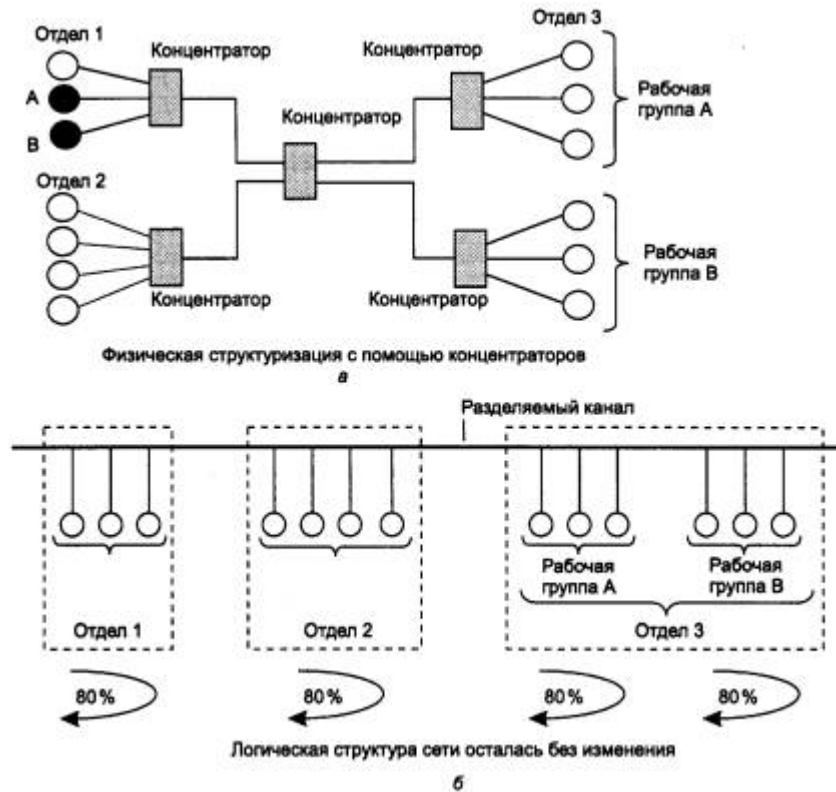 Отдел 1
Концентратор
Концентратор
Отдел 3
А
В
Рабочая
группа А
Концентратор
Отдел 2
Рабочая
группа В
Концентратор
Концентратор
Физическая структуризация с помощью концентраторов
а
Разделяемый канал
Рабочая
группа А
Рабочая
группа В
Отдел 1
Отдел 2
Отдел 3
80 %
80 %
80 %
80 %
Логическая структура сети осталась без изменения
б